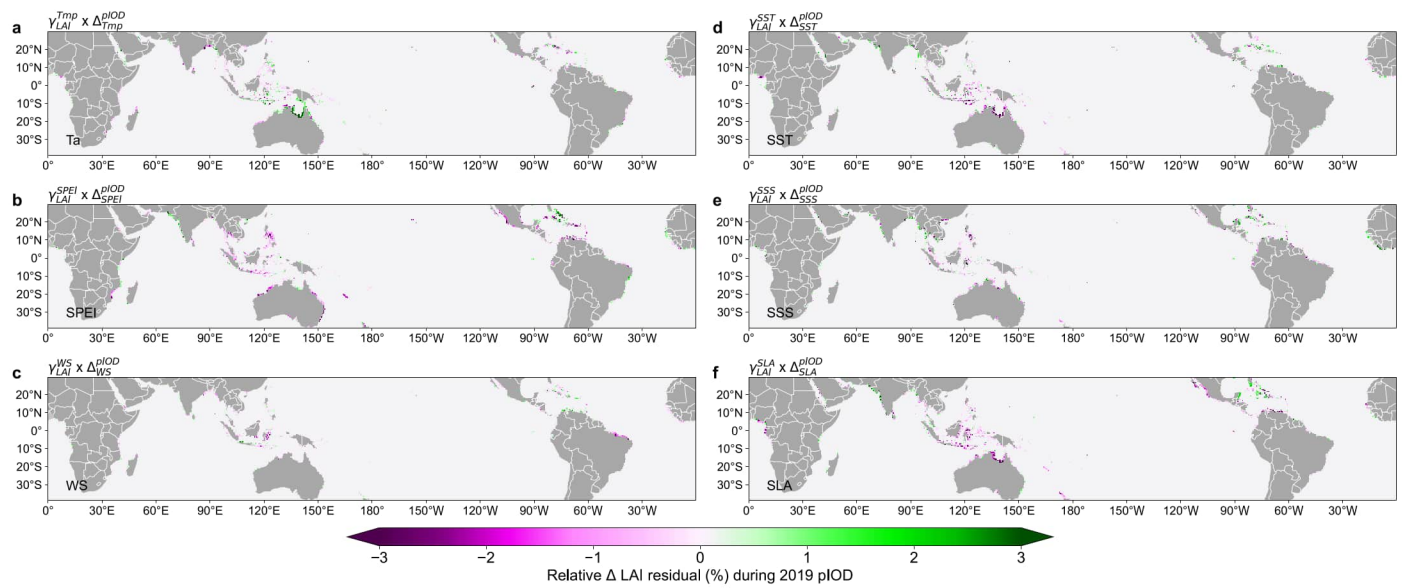 a γ_LAI^Tmp x Δ_Tmp^pIOD
20°N
10°N
0°
10°S
20°S
30°S
Ta
0° 30°E 60°E 90°E 120°E 150°E 180° 150°W 120°W 90°W 60°W 30°W
b γ_LAI^SPEI x Δ_SPEI^pIOD
20°N
10°N
0°
10°S
20°S
30°S
SPEI
0° 30°E 60°E 90°E 120°E 150°E 180° 150°W 120°W 90°W 60°W 30°W
c γ_LAI^WS x Δ_WS^pIOD
20°N
10°N
0°
10°S
20°S
30°S
WS
0° 30°E 60°E 90°E 120°E 150°E 180° 150°W 120°W 90°W 60°W 30°W
d γ_LAI^SST x Δ_SST^pIOD
20°N
10°N
0°
10°S
20°S
30°S
SST
0° 30°E 60°E 90°E 120°E 150°E 180° 150°W 120°W 90°W 60°W 30°W
e γ_LAI^SSS x Δ_SSS^pIOD
20°N
10°N
0°
10°S
20°S
30°S
SSS
0° 30°E 60°E 90°E 120°E 150°E 180° 150°W 120°W 90°W 60°W 30°W
f γ_LAI^SLA x Δ_SLA^pIOD
20°N
10°N
0°
10°S
20°S
30°S
SLA
0° 30°E 60°E 90°E 120°E 150°E 180° 150°W 120°W 90°W 60°W 30°W
−3 −2 −1 0 1 2 3
Relative Δ LAI residual (%) during 2019 pIOD